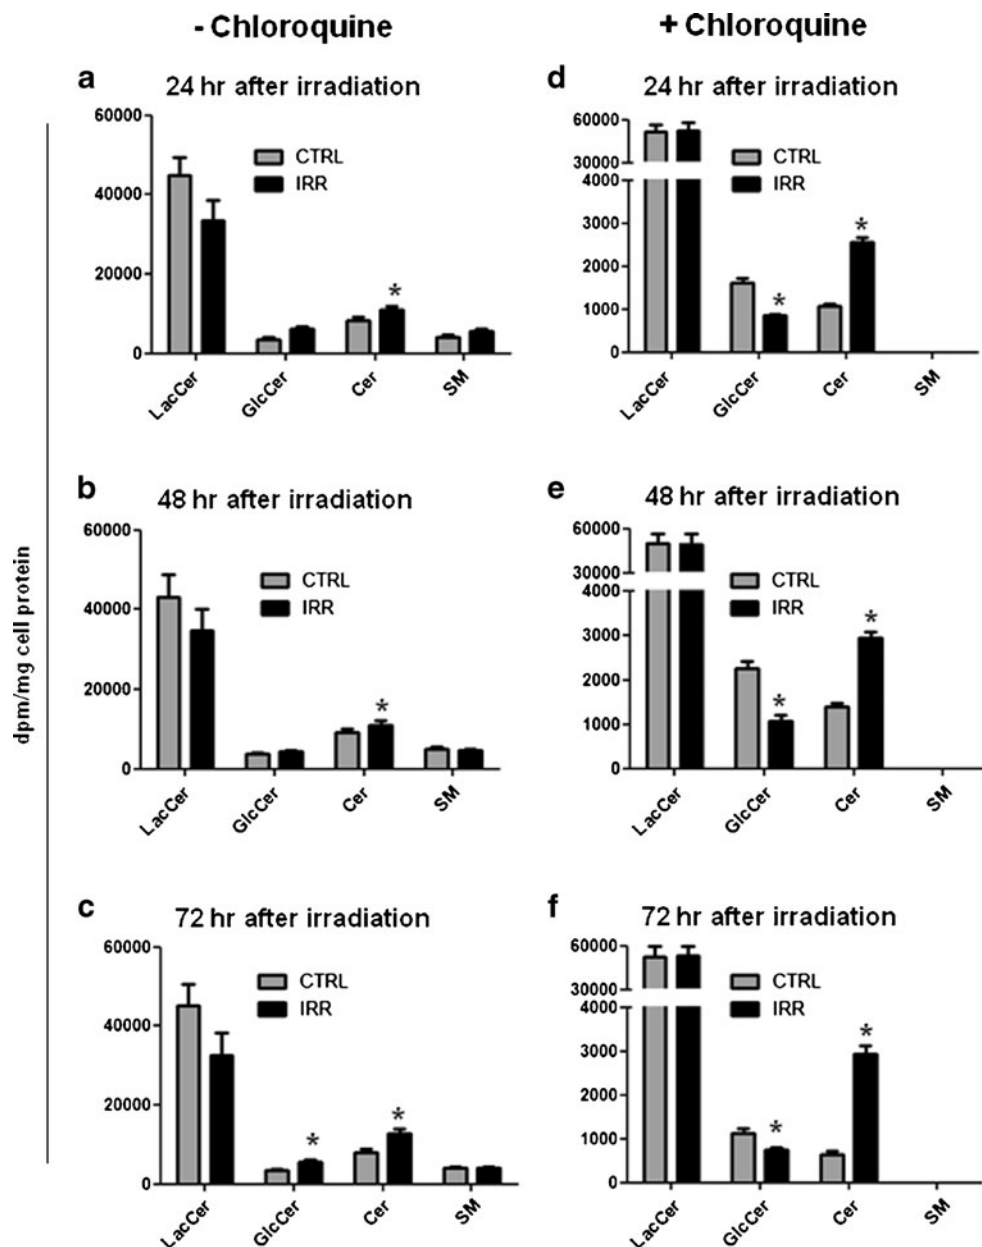 - Chloroquine
+ Chloroquine
dpm/mg cell protein
a
24 hr after irradiation
60000
40000
20000
0
CTRL
IRR
LacCer
GlcCer
Cer
SM
*
d
24 hr after irradiation
60000
30000
4000
3000
2000
1000
0
CTRL
IRR
*
*
LacCer
GlcCer
Cer
SM
b
48 hr after irradiation
60000
40000
20000
0
CTRL
IRR
*
LacCer
GlcCer
Cer
SM
e
48 hr after irradiation
60000
30000
4000
3000
2000
1000
0
CTRL
IRR
*
*
LacCer
GlcCer
Cer
SM
c
72 hr after irradiation
60000
40000
20000
0
CTRL
IRR
*
*
LacCer
GlcCer
Cer
SM
f
72 hr after irradiation
60000
30000
4000
3000
2000
1000
0
CTRL
IRR
*
*
LacCer
GlcCer
Cer
SM